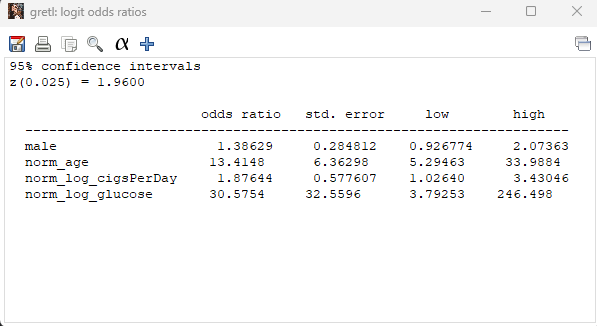 gretl: logit odds ratios
α
95% confidence intervals
z(0.025) = 1.9600
odds ratio std. error low high
---------------------------------------------------------------------
male 1.38629 0.284812 0.926774 2.07363
norm_age 13.4148 6.36298 5.29463 33.9884
norm_log_cigsPerDay 1.87644 0.577607 1.02640 3.43046
norm_log_glucose 30.5754 32.5596 3.79253 246.498